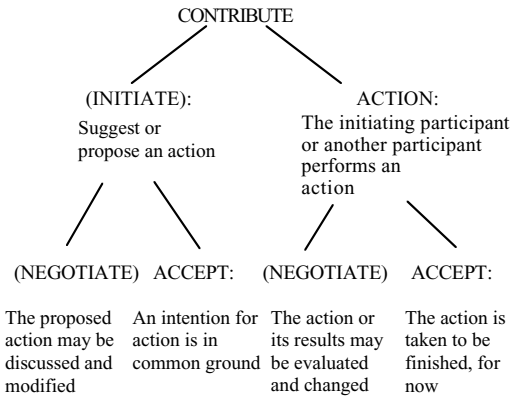 CONTRIBUTE
(INITIATE):
Suggest or
propose an action
ACTION:
The initiating participant
or another participant
performs an
action
(NEGOTIATE)
The proposed
action may be
discussed and
modified
ACCEPT:
An intention for
action is in
common ground
(NEGOTIATE)
The action or
its results may
be evaluated
and changed
ACCEPT:
The action is
taken to be
finished, for
now